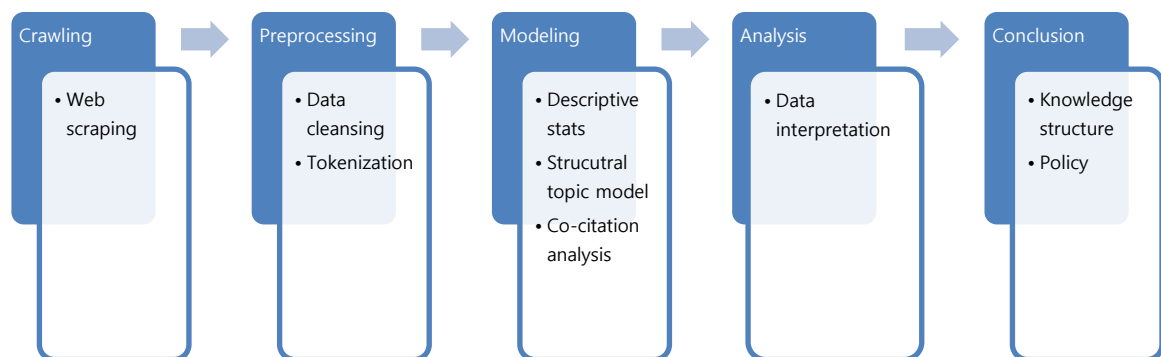 Crawling
• Web
scraping
Preprocessing
• Data
cleansing
• Tokenization
Modeling
• Descriptive
stats
• Strucutral
topic model
• Co-citation
analysis
Analysis
• Data
interpretation
Conclusion
• Knowledge
structure
• Policy